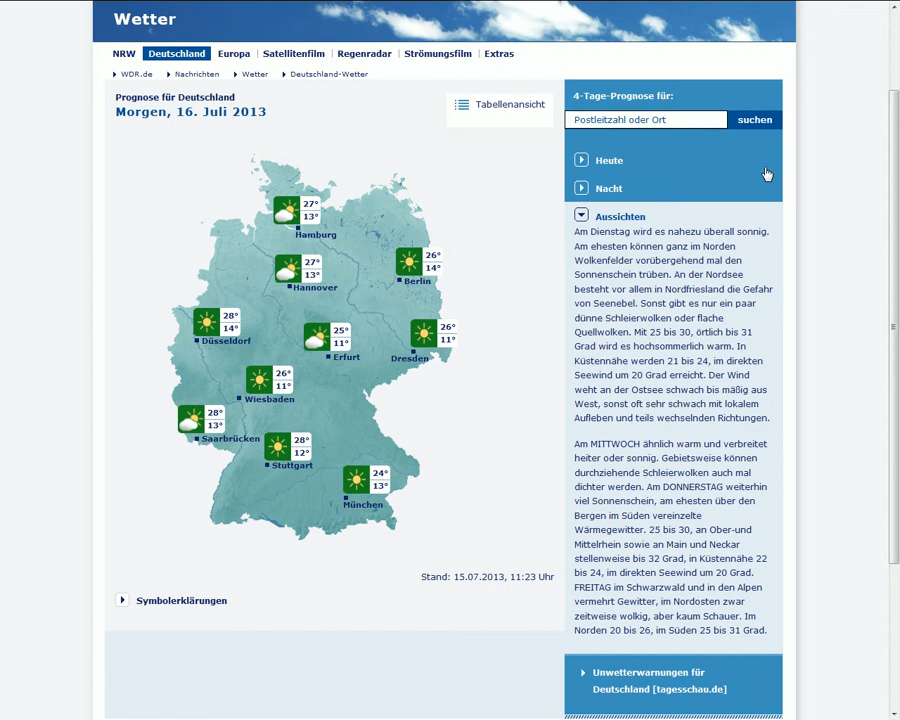 Wetter
NRW Deutschland Europa Satellitenfilm Regenradar Strömungsfilm Extras
WDR.de Nachrichten Wetter Deutschland-Wetter
Prognose für Deutschland
Morgen, 16. Juli 2013
Tabellenansicht
27°
13°
Hamburg
27°
13°
Hannover
26°
14°
Berlin
28°
14°
Düsseldorf
25°
11°
Erfurt
26°
11°
Dresden
26°
11°
Wiesbaden
28°
13°
Saarbrücken
28°
12°
Stuttgart
24°
13°
München
Stand: 15.07.2013, 11:23 Uhr
Symbolerklärungen
4-Tage-Prognose für:
Postleitzahl oder Ort suchen
Heute
Nacht
Aussichten
Am Dienstag wird es nahezu überall sonnig.
Am ehesten können ganz im Norden
Wolkenfelder vorübergehend mal den
Sonnenschein trüben. An der Nordsee
besteht vor allem in Nordfriesland die Gefahr
von Seenebel. Sonst gibt es nur ein paar
dünne Schleierwolken oder flache
Quellwolken. Mit 25 bis 30, örtlich bis 31
Grad wird es hochsommerlich warm. In
Küstennähe werden 21 bis 24, im direkten
Seewind um 20 Grad erreicht. Der Wind
weht an der Ostsee schwach bis mäßig aus
West, sonst oft sehr schwach mit lokalem
Aufleben und teils wechselnden Richtungen.
Am MITTWOCH ähnlich warm und verbreitet
heiter oder sonnig. Gebietsweise können
durchziehende Schleierwolken auch mal
dichter werden. Am DONNERSTAG weiterhin
viel Sonnenschein, am ehesten über den
Bergen im Süden vereinzelte
Wärmegewitter. 25 bis 30, an Ober-und
Mittelrhein sowie an Main und Neckar
stellenweise bis 32 Grad, in Küstennähe 22
bis 24, im direkten Seewind um 20 Grad.
FREITAG im Schwarzwald und in den Alpen
vermehrt Gewitter, im Nordosten zwar
zeitweise wolkig, aber kaum Schauer. Im
Norden 20 bis 26, im Süden 25 bis 31 Grad.
Unwetterwarnungen für
Deutschland [tagesschau.de]